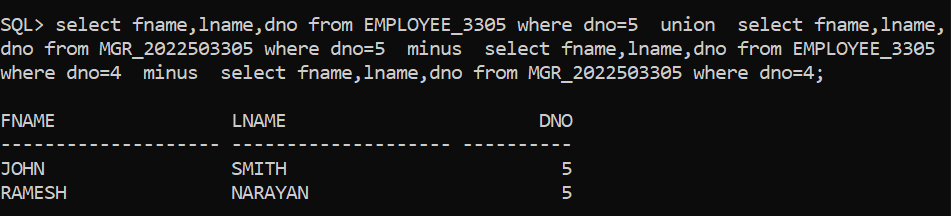 SQL> select fname,lname,dno from EMPLOYEE_3305 where dno=5  union  select fname,lname,
dno from MGR_2022503305 where dno=5  minus  select fname,lname,dno from EMPLOYEE_3305
where dno=4  minus  select fname,lname,dno from MGR_2022503305 where dno=4;
FNAME                LNAME                       DNO
-------------------- -------------------- ----------
JOHN                 SMITH                         5
RAMESH               NARAYAN                       5